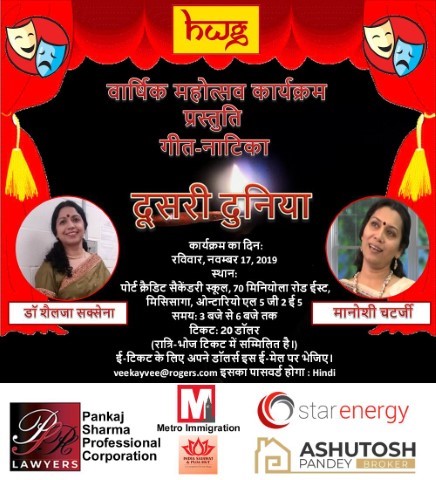 hwg
वार्षिक महोत्सव कार्यक्रम
प्रस्तुति
गीत-नाटिका
दूसरी दुनिया
कार्यक्रम का दिन:
रविवार, नवम्बर 17, 2019
स्थान:
पोर्ट क्रैडिट सैकेंडरी स्कूल, 70 मिनियोला रोड ईस्ट,
मिसिसागा, ओन्टारियो एल 5 जी 2 ई 5
समय: 3 बजे से 6 बजे तक
टिकट: 20 डॉलर
(रात्रि-भोज टिकट में सम्मिलित है।)
ई-टिकट के लिए अपने डॉलर्स इस ई-मेल पर भेजिए।
veekayvee@rogers.com इसका पासवर्ड होगा : Hindi
डॉ शैलजा सक्सेना
मानोशी चटर्जी
PSP
LAWYERS
Pankaj
Sharma
Professional
Corporation
M
Metro Immigration
star energy
ASHUTOSH
PANDEY BROKER